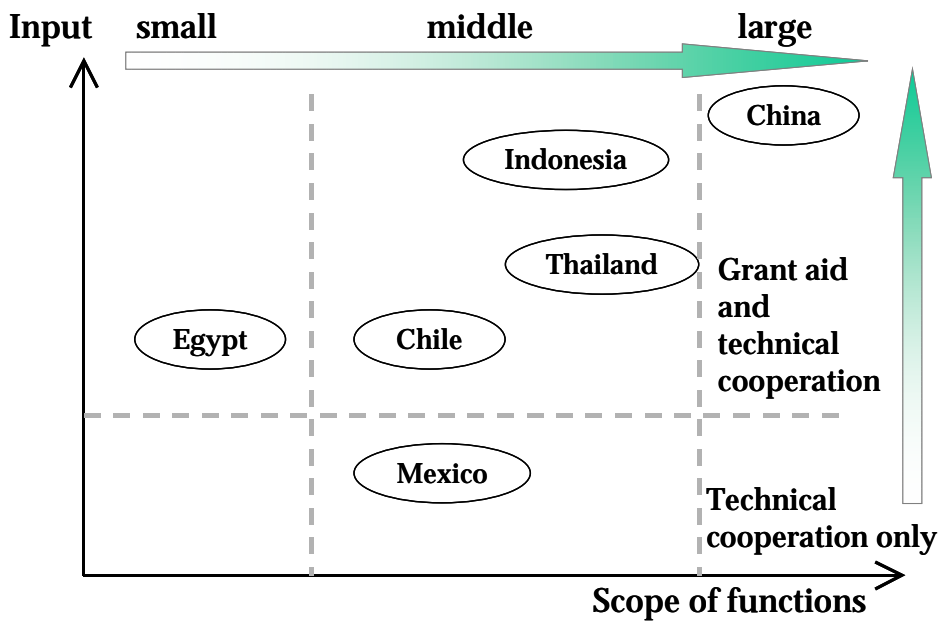 Input small middle large
China
Indonesia
Thailand
Grant aid
and
technical
cooperation
Egypt
Chile
Mexico
Technical
cooperation only
Scope of functions